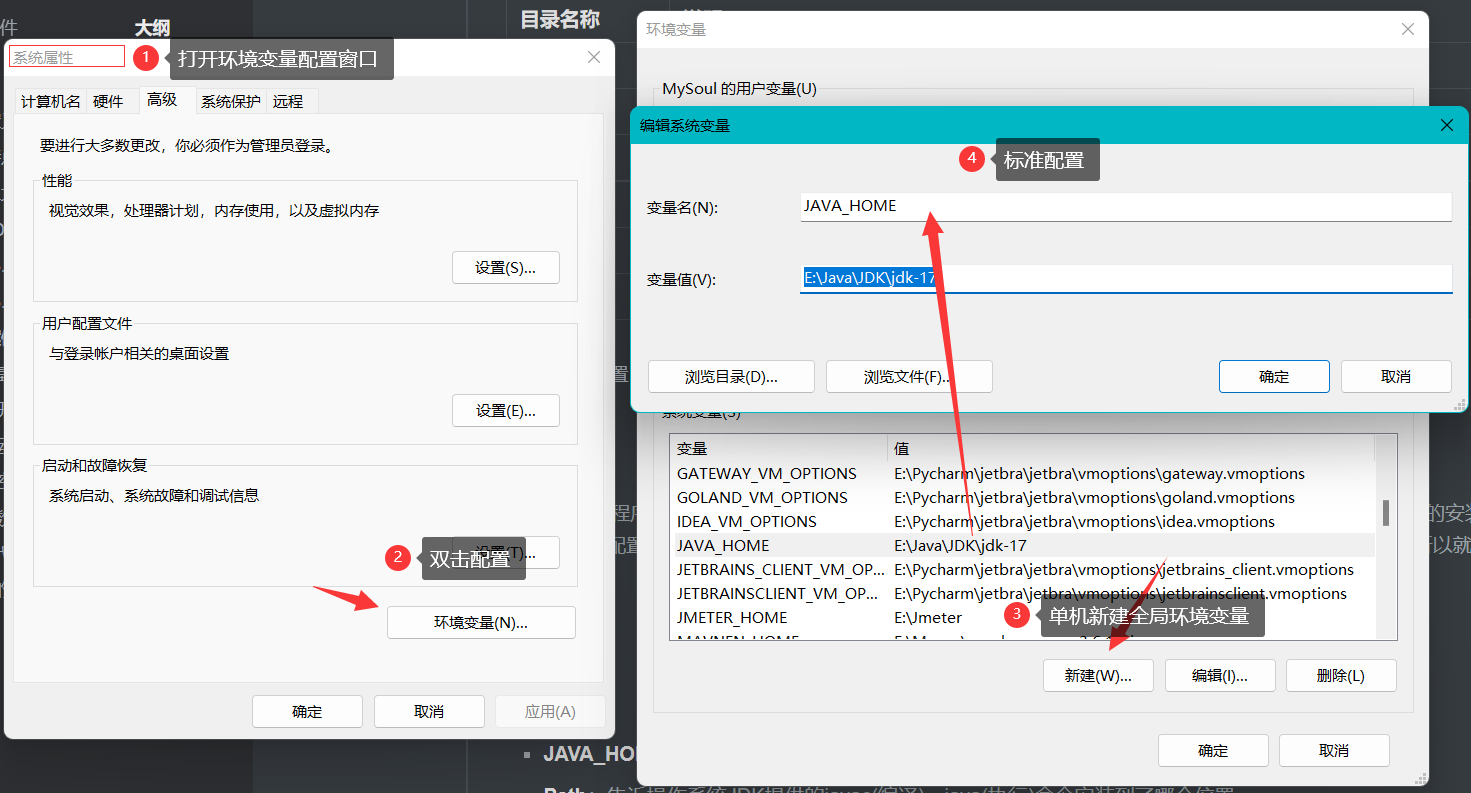 件
大纲
目录名称
系统属性
1 打开环境变量配置窗口
计算机名 硬件 高级 系统保护 远程
要进行大多数更改，你必须作为管理员登录。
性能
视觉效果，处理器计划，内存使用，以及虚拟内存
设置(S)...
用户配置文件
与登录帐户相关的桌面设置
设置(E)...
启动和故障恢复
系统启动、系统故障和调试信息
设置(T)...
2 双击配置
环境变量(N)...
确定 取消 应用(A)
环境变量
MySoul 的用户变量(U)
编辑系统变量
4 标准配置
变量名(N): JAVA_HOME
变量值(V): E:\Java\JDK\jdk-17
浏览目录(D)... 浏览文件(F)... 确定 取消
置
系统变量(S)
变量 值
GATEWAY_VM_OPTIONS E:\Pycharm\jetbra\jetbra\vmoptions\gateway.vmoptions
GOLAND_VM_OPTIONS E:\Pycharm\jetbra\jetbra\vmoptions\goland.vmoptions
IDEA_VM_OPTIONS E:\Pycharm\jetbra\jetbra\vmoptions\idea.vmoptions
JAVA_HOME E:\Java\JDK\jdk-17
JETBRAINS_CLIENT_VM_OP... E:\Pycharm\jetbra\jetbra\vmoptions\jetbrains_client.vmoptions
JETBRAINSCLIENT_VM_OP... E:\Pycharm\jetbra\jetbra\vmoptions\jetbrainsclient.vmoptions
JMETER_HOME E:\Jmeter
程序 的安装
配置 所以就
3 单机新建全局环境变量
新建(W)... 编辑(I)... 删除(L)
确定 取消
JAVA_HO
Path